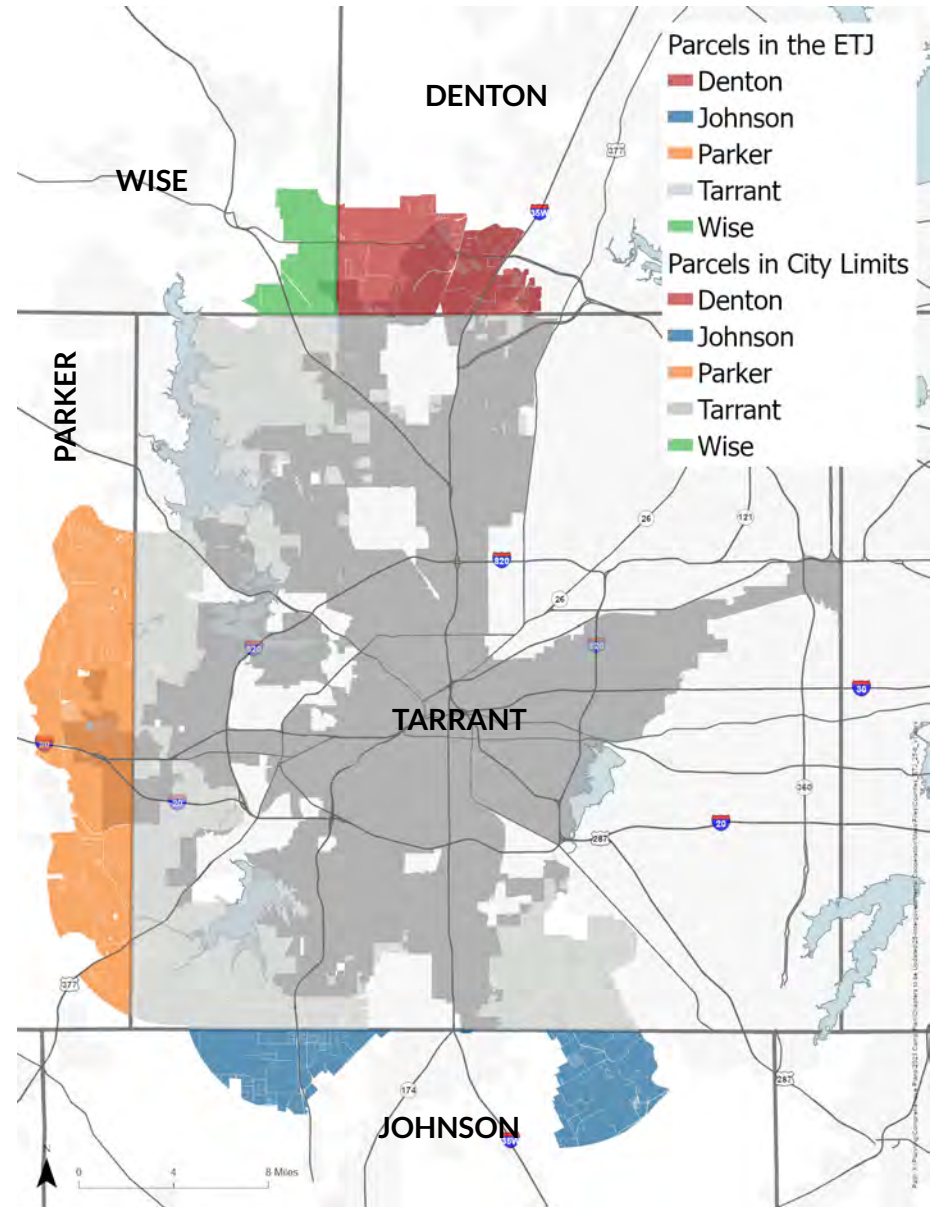 DENTON
WISE
PARKER
TARRANT
JOHNSON
Parcels in the ETJ
Denton
Johnson
Parker
Tarrant
Wise
Parcels in City Limits
Denton
Johnson
Parker
Tarrant
Wise
377
35W
26
121
820
26
820
820
30
30
20
360
20
287
377
174
35W
287
N
0 4 8 Miles